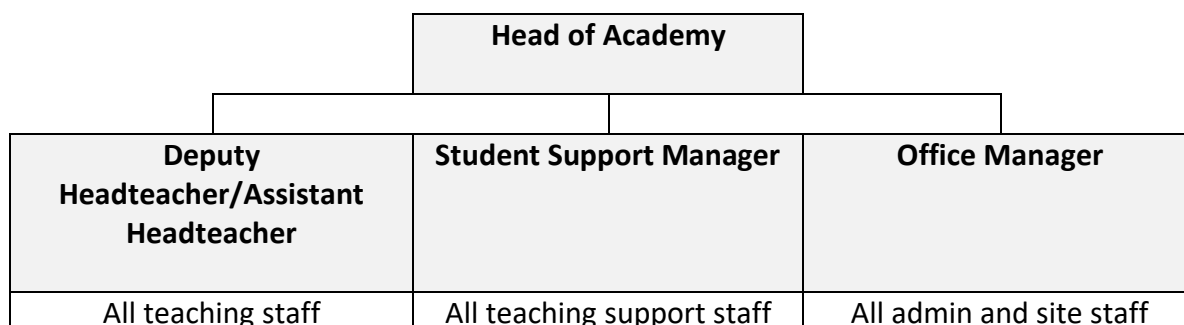 Head of Academy
Deputy
Headteacher/Assistant
Headteacher
Student Support Manager
Office Manager
All teaching staff
All teaching support staff
All admin and site staff